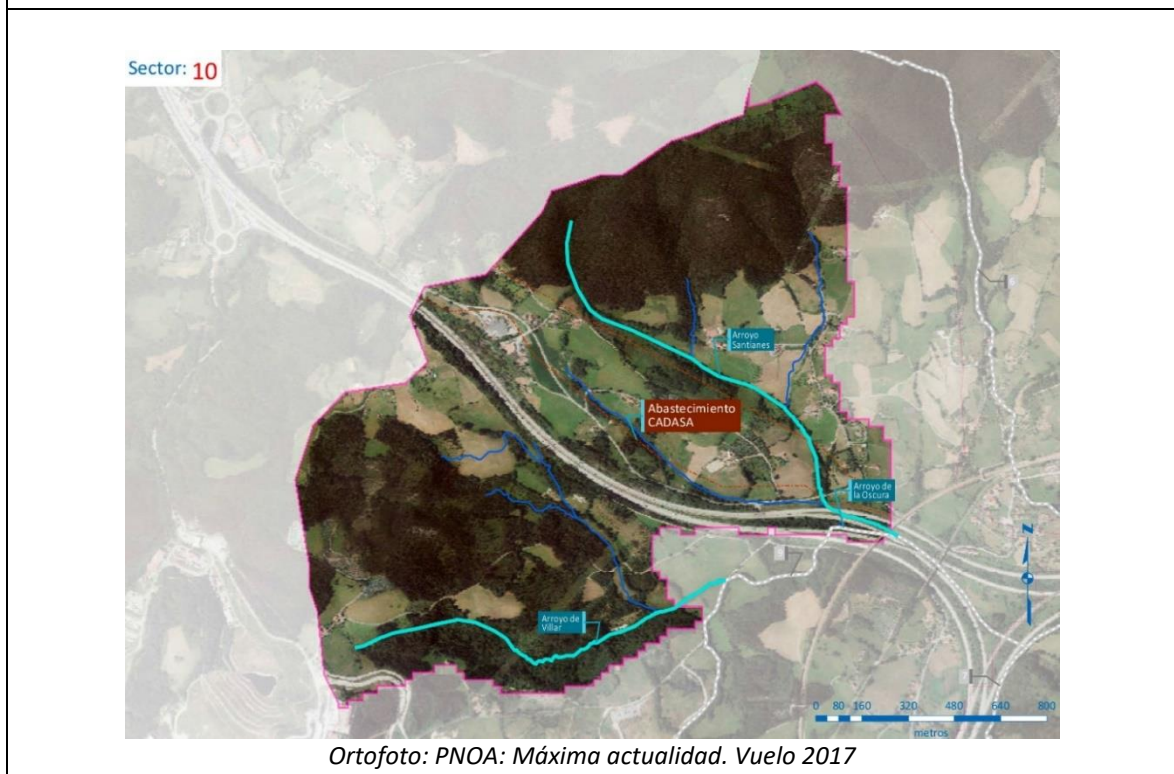 Sector: 10
Arroyo
Santianes
Abastecimiento
CADASA
Arroyo de
la Oscura
Arroyo de
Villar
N
0 80 160 320 480 640 800
metros
Ortofoto: PNOA: Máxima actualidad. Vuelo 2017